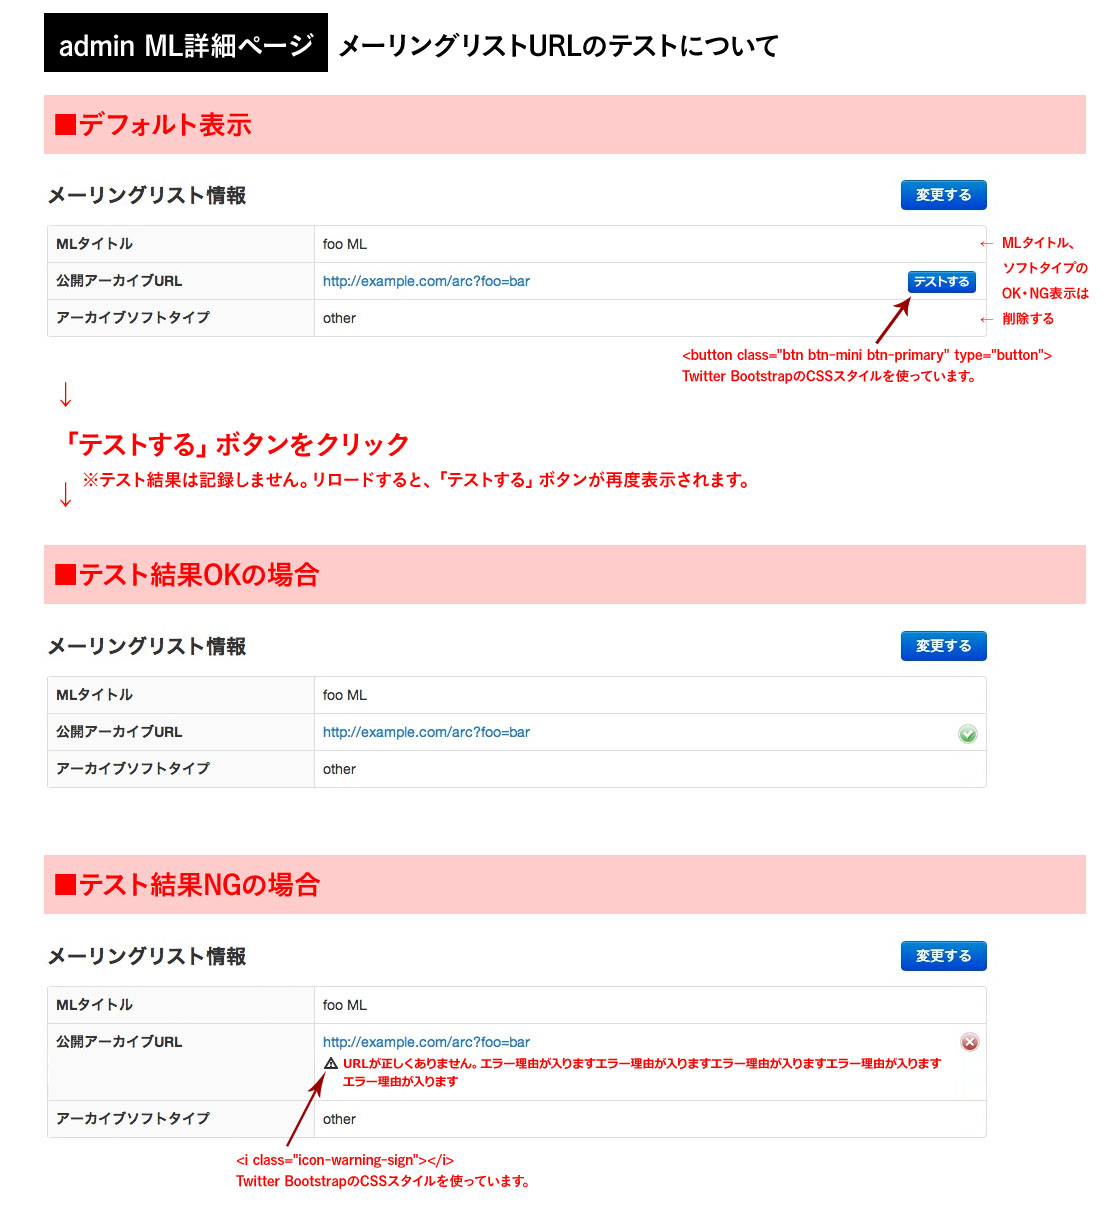 admin ML詳細ページ メーリングリストURLのテストについて
■デフォルト表示
メーリングリスト情報
変更する
MLタイトル
foo ML
← MLタイトル、
ソフトタイプの
OK・NG表示は
← 削除する
公開アーカイブURL
http://example.com/arc?foo=bar
テストする
アーカイブソフトタイプ
other
<button class="btn btn-mini btn-primary" type="button">
Twitter BootstrapのCSSスタイルを使っています。
↓
「テストする」ボタンをクリック
↓
※テスト結果は記録しません。リロードすると、「テストする」ボタンが再度表示されます。
■テスト結果OKの場合
メーリングリスト情報
変更する
MLタイトル
foo ML
公開アーカイブURL
http://example.com/arc?foo=bar
アーカイブソフトタイプ
other
■テスト結果NGの場合
メーリングリスト情報
変更する
MLタイトル
foo ML
公開アーカイブURL
http://example.com/arc?foo=bar
URLが正しくありません。エラー理由が入りますエラー理由が入りますエラー理由が入りますエラー理由が入ります
エラー理由が入ります
アーカイブソフトタイプ
other
<i class="icon-warning-sign"></i>
Twitter BootstrapのCSSスタイルを使っています。